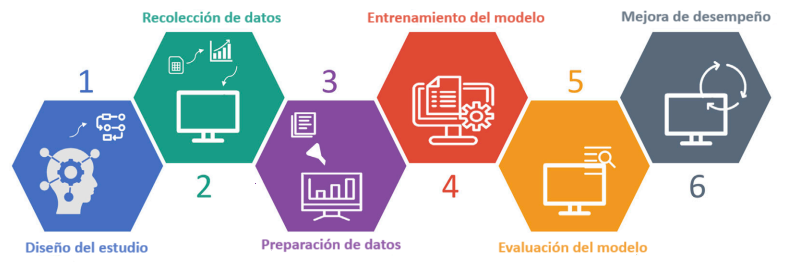 1
Diseño del estudio
Recolección de datos
2
3
Preparación de datos
Entrenamiento del modelo
4
5
Evaluación del modelo
Mejora de desempeño
6